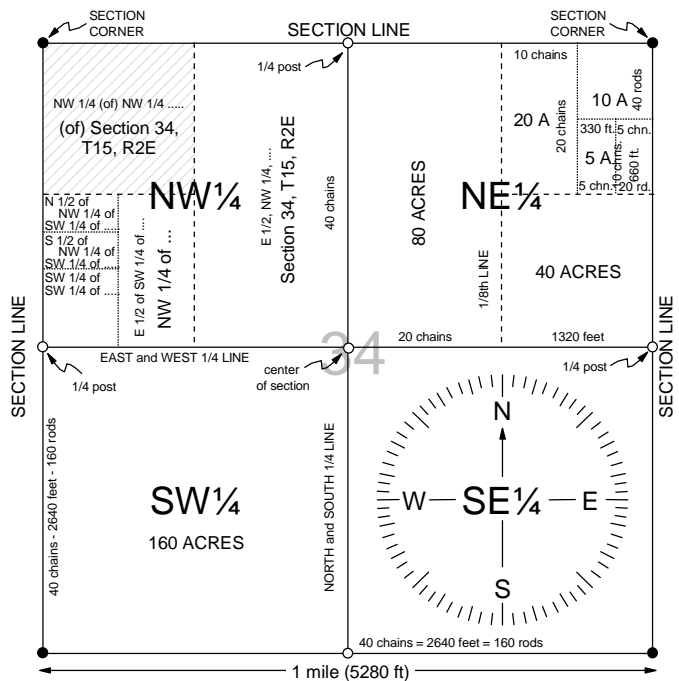 SECTION CORNER
SECTION LINE
SECTION CORNER
1/4 post
10 chains
NW 1/4 (of) NW 1/4 .....
(of) Section 34,
T15, R2E
E 1/2, NW 1/4, ....
Section 34, T15, R2E
40 chains
80 ACRES
20 A
20 chains
10 A
40 rods
330 ft.
5 chn.
5 A
10 chns.
660 ft.
5 chn.
20 rd.
NW¼
NE¼
N 1/2 of
NW 1/4 of
SW 1/4 of ....
S 1/2 of
NW 1/4 of
SW 1/4 of ....
SW 1/4 of
SW 1/4 of ....
E 1/2 of SW 1/4 of ...
NW 1/4 of ...
1/8th LINE
40 ACRES
SECTION LINE
SECTION LINE
34
20 chains
1320 feet
EAST and WEST 1/4 LINE
1/4 post
center
of section
1/4 post
40 chains - 2640 feet - 160 rods
SW¼
160 ACRES
NORTH and SOUTH 1/4 LINE
N
W
SE¼
E
S
40 chains = 2640 feet = 160 rods
1 mile (5280 ft)